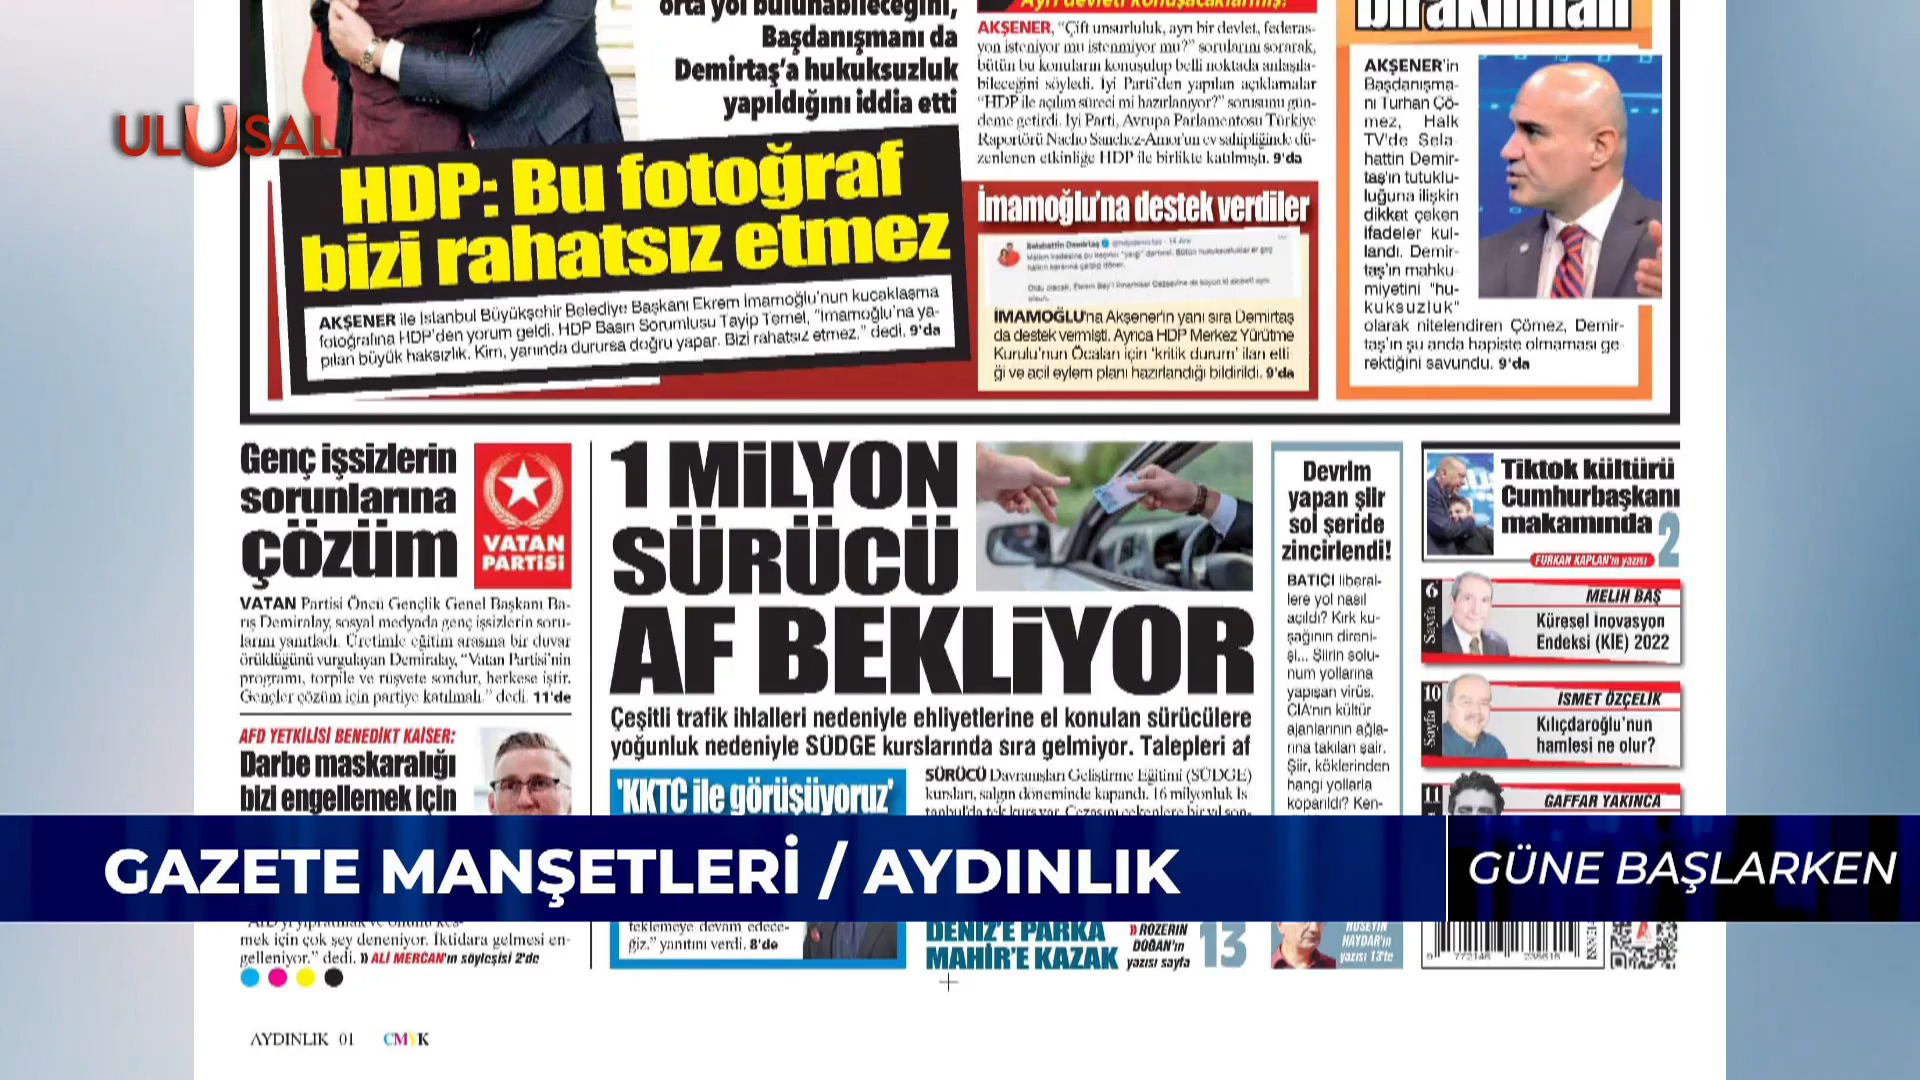 orta yol bulunabileceğini,
Başdanışmanı da
Demirtaş'a hukuksuzluk
yapıldığını iddia etti
ULUSAL
HDP: Bu fotoğraf
bizi rahatsız etmez
AKŞENER ile İstanbul Büyükşehir Belediye Başkanı Ekrem İmamoğlu'nun kucaklaşma
fotoğrafına HDP'den yorum geldi. HDP Basın Sorumlusu Tayip Temel, "İmamoğlu'na ya-
pılan büyük haksızlık. Kim, yanında durursa doğru yapar. Bizi rahatsız etmez." dedi. 9'da
Ayrı devleti konuşacaklarmış!
AKŞENER, "Çift unsurluluk, ayrı bir devlet, federas-
yon isteniyor mu istenmiyor mu?" sorularını sorarak,
bütün bu konuların konuşulup belli noktada anlaşıla-
bileceğini söyledi. İyi Parti'den yapılan açıklamalar
"HDP ile açılım süreci mi hazırlanıyor?" sorusunu gün-
deme getirdi. İyi Parti, Avrupa Parlamentosu Türkiye
Raportörü Nacho Sanchez-Amor'un ev sahipliğinde dü-
zenlenen etkinliğe HDP ile birlikte katılmıştı. 9'da
İmamoğlu'na destek verdiler
Selahattin Demirtaş
İMAMOĞLU'na Akşener'in yanı sıra Demirtaş
da destek vermişti. Ayrıca HDP Merkez Yürütme
Kurulu'nun Öcalan için 'kritik durum' ilan etti-
ği ve acil eylem planı hazırlandığı bildirildi. 9'da
bırakılmalı
AKŞENER'in
Başdanışma-
nı Turhan Çö-
mez, Halk
TV'de Sela-
hattin Demir-
taş'ın tutuklu-
luğuna ilişkin
dikkat çeken
ifadeler kul-
landı. Demir-
taş'ın mahku-
miyetini "hu-
kuksuzluk"
olarak nitelendiren Çömez, Demir-
taş'ın şu anda hapiste olmaması ge-
rektiğini savundu. 9'da
Genç işsizlerin
sorunlarına
çözüm
VATAN
PARTİSİ
VATAN Partisi Öncü Gençlik Genel Başkanı Ba-
rış Demiralay, sosyal medyada genç işsizlerin soru-
larını yanıtladı. Üretimle eğitim arasına bir duvar
örüldüğünü vurgulayan Demiralay, "Vatan Partisi'nin
programı, torpile ve rüşvete sondur, herkese iştir.
Gençler çözüm için partiye katılmalı." dedi. 11'de
AFD YETKİLİSİ BENEDIKT KAISER:
Darbe maskaralığı
bizi engellemek için
mek için çok şey deneniyor. İktidara gelmesi en-
gelleniyor." dedi. » ALİ MERCAN'ın söyleşisi 2'de
1 MİLYON
SÜRÜCÜ
AF BEKLİYOR
Çeşitli trafik ihlalleri nedeniyle ehliyetlerine el konulan sürücülere
yoğunluk nedeniyle SÜDGE kurslarında sıra gelmiyor. Talepleri af
'KKTC ile görüşüyoruz'
teklemeye devam edece-
ğiz." yanıtını verdi. 8'de
SÜRÜCÜ Davranışları Geliştirme Eğitimi (SÜDGE)
kursları, salgın döneminde kapandı. 16 milyonluk İs-
tanbul'da tek kurs var. Cezasını çekenlere bir yıl son-
DENİZ'E PARKA
MAHİR'E KAZAK
» ROZERİN
DOĞAN'ın
yazısı sayfa
13
Devrim
yapan şiir
sol şeride
zincirlendi!
BATICI liberal-
lere yol nasıl
açıldı? Kırk ku-
şağının direni-
şi... Şiirin solu-
num yollarına
yapışan virüs.
CIA'nın kültür
ajanlarının ağla-
rına takılan şair.
Şiir, köklerinden
hangi yollarla
koparıldı? Ken-
HÜSEYİN
HAYDAR'ın
yazısı 13'te
Tiktok kültürü
Cumhurbaşkanı
makamında 2
FURKAN KAPLAN'ın yazısı
Sayfa 6
MELİH BAŞ
Küresel İnovasyon
Endeksi (KİE) 2022
Sayfa 10
İSMET ÖZÇELİK
Kılıçdaroğlu'nun
hamlesi ne olur?
11
GAFFAR YAKINCA
GAZETE MANŞETLERİ / AYDINLIK
GÜNE BAŞLARKEN
AYDINLIK 01
CMYK